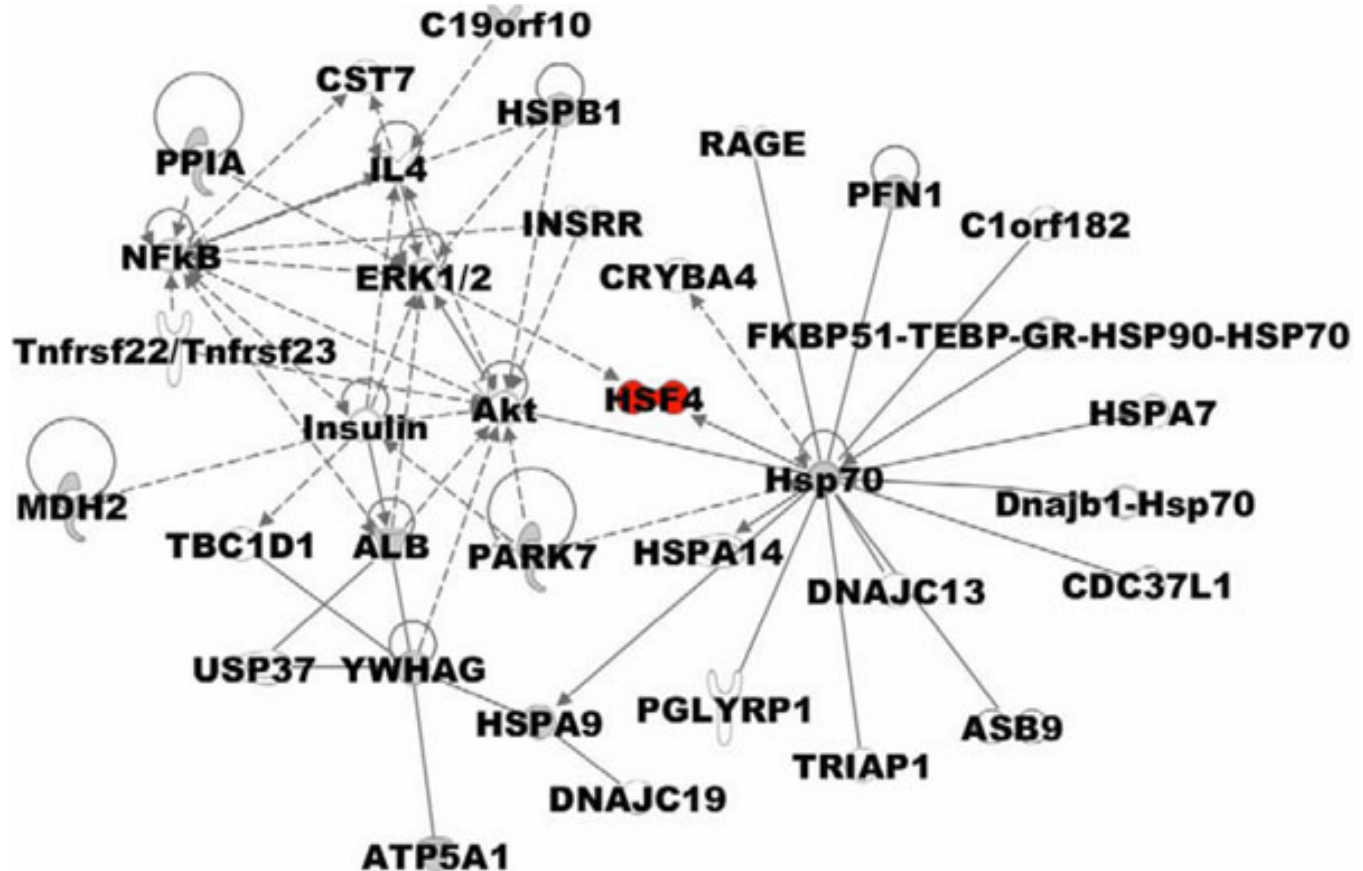 C19orf10
CST7
HSPB1
RAGE
PPIA
IL4
PFN1
INSRR
C1orf182
NFkB
ERK1/2
CRYBA4
FKBP51-TEBP-GR-HSP90-HSP70
Tnfrsf22/Tnfrsf23
HSF4
Akt
HSPA7
Insulin
Hsp70
MDH2
Dnajb1-Hsp70
TBC1D1
ALB
PARK7
HSPA14
CDC37L1
DNAJC13
USP37
YWHAG
HSPA9
PGLYRP1
ASB9
TRIAP1
DNAJC19
ATP5A1